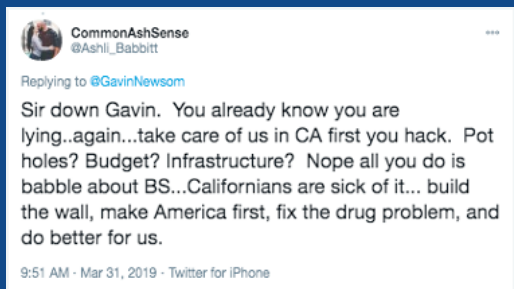 CommonAshSense
@Ashli_Babbitt
Replying to @GavinNewsom
Sir down Gavin. You already know you are
lying..again...take care of us in CA first you hack. Pot
holes? Budget? Infrastructure? Nope all you do is
babble about BS...Californians are sick of it... build
the wall, make America first, fix the drug problem, and
do better for us.
9:51 AM · Mar 31, 2019 · Twitter for iPhone